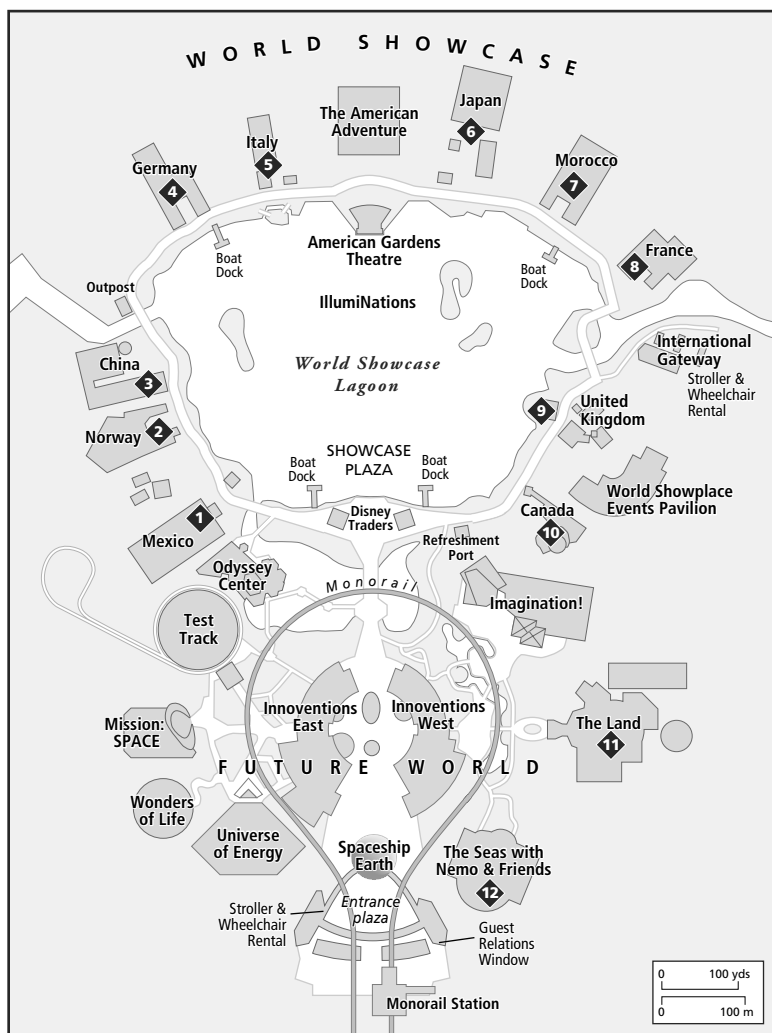 WORLD SHOWCASE
Japan
6
The American
Adventure
Italy
5
Morocco
7
Germany
4
France
8
American Gardens
Theatre
Boat
Dock
Boat
Dock
Outpost
IllumiNations
International
Gateway
Stroller &
Wheelchair
Rental
China
3
World Showcase
Lagoon
9
United
Kingdom
Norway
2
SHOWCASE
PLAZA
Boat
Dock
Boat
Dock
World Showplace
Events Pavilion
Mexico
1
Disney
Traders
Canada
10
Refreshment
Port
Odyssey
Center
Monorail
Imagination!
Test
Track
Innoventions
East
Innoventions
West
Mission:
SPACE
The Land
11
FUTURE WORLD
Wonders
of Life
Universe
of Energy
Spaceship
Earth
The Seas with
Nemo & Friends
12
Entrance
plaza
Stroller &
Wheelchair
Rental
Guest
Relations
Window
Monorail Station
0 100 yds
0 100 m